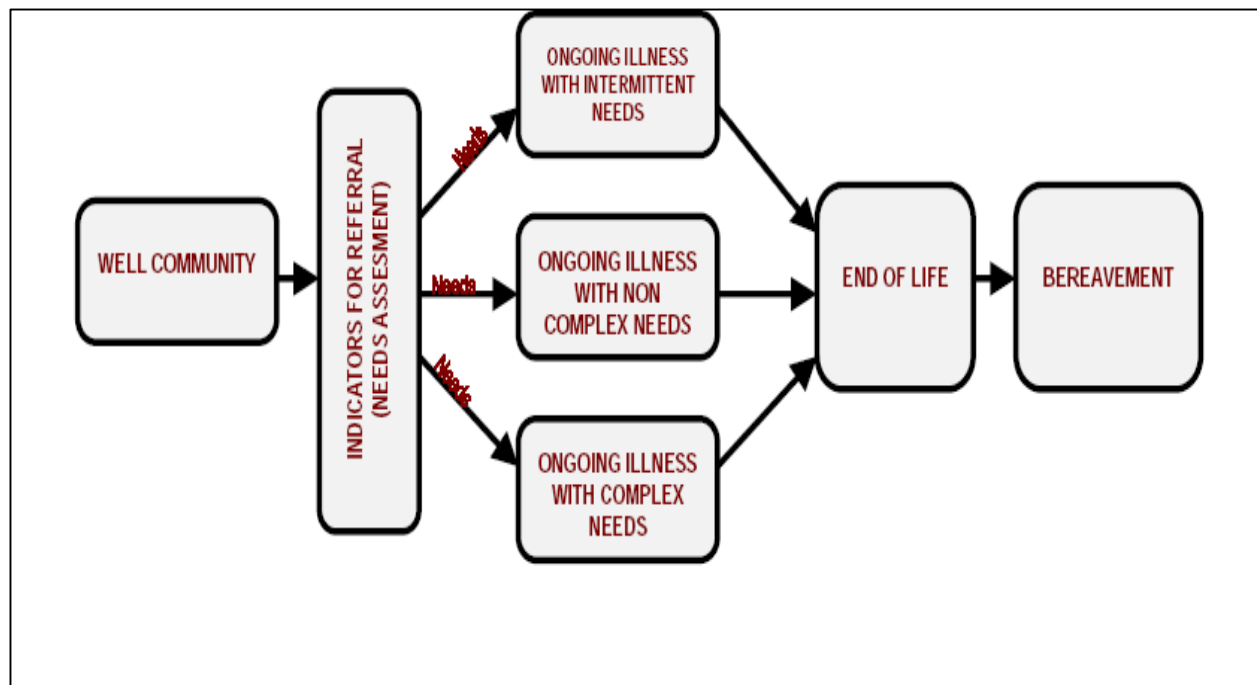 WELL COMMUNITY
INDICATORS FOR REFERRAL
(NEEDS ASSESMENT)
Needs
Needs
Needs
ONGOING ILLNESS
WITH INTERMITTENT
NEEDS
ONGOING ILLNESS
WITH NON
COMPLEX NEEDS
ONGOING ILLNESS
WITH COMPLEX
NEEDS
END OF LIFE
BEREAVEMENT